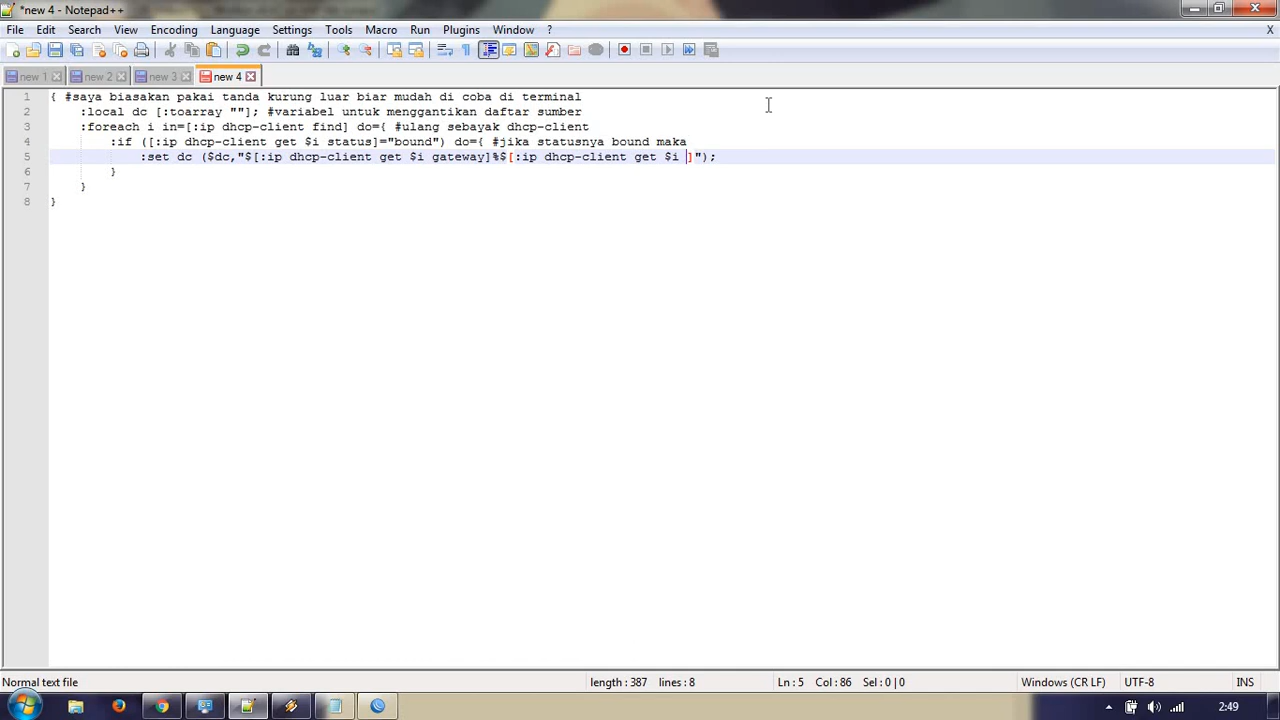 *new 4 - Notepad++
File Edit Search View Encoding Language Settings Tools Macro Run Plugins Window ? X
new 1 new 2 new 3 new 4
1 { #saya biasakan pakai tanda kurung luar biar mudah di coba di terminal
2 :local dc [:toarray ""]; #variabel untuk menggantikan daftar sumber
3 :foreach i in=[:ip dhcp-client find] do={ #ulang sebayak dhcp-client
4 :if ([:ip dhcp-client get $i status]="bound") do={ #jika statusnya bound maka
5 :set dc ($dc,"$[:ip dhcp-client get $i gateway]%$[:ip dhcp-client get $i ]");
6 }
7 }
8 }
Normal text file length : 387 lines : 8 Ln : 5 Col : 86 Sel : 0 | 0 Windows (CR LF) UTF-8 INS
2:49